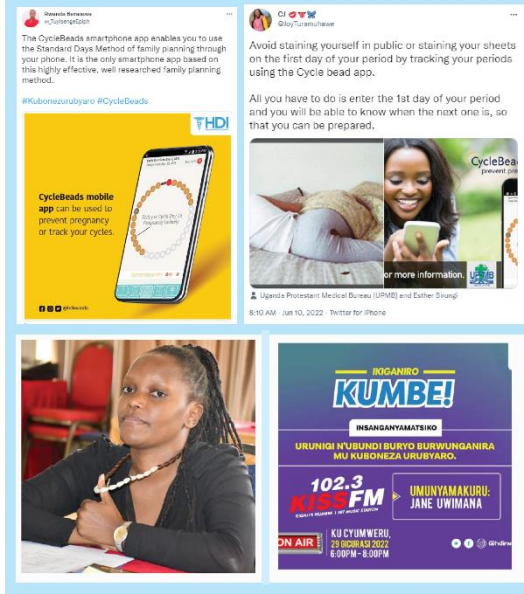 Rwanda
The CycleBeads smartphone app enables you to use
the Standard Days Method of family planning through
your phone. It is the only smartphone app based on
this highly effective, well researched family planning
method.
#Kubonezurubyaro #CycleBeads
HDI
CycleBeads mobile
app can be used to
prevent pregnancy
or track your cycles.
CJ
@JoyTuramuhawe
Avoid staining yourself in public or staining your sheets
on the first day of your period by tracking your periods
using the Cycle bead app.
All you have to do is enter the 1st day of your period
and you will be able to know when the next one is, so
that you can be prepared.
CycleBea
prevent pre
or more information.
UPMB
Uganda Protestant Medical Bureau (UPMB) and Esther Sirungi
8:10 AM · Jun 10, 2022 · Twitter for iPhone
IKIGANIRO
KUMBE!
INSANGANYAMATSIKO
URUNIGI N'UBUNDI BURYO BURWUNGANIRA
MU KUBONEZA URUBYARO.
102.3
KISS FM
UMUNYAMAKURU:
JANE UWIMANA
ON AIR
KU CYUMWERU,
29 GICURASI 2022
6:00PM - 8:00PM
@hdirw